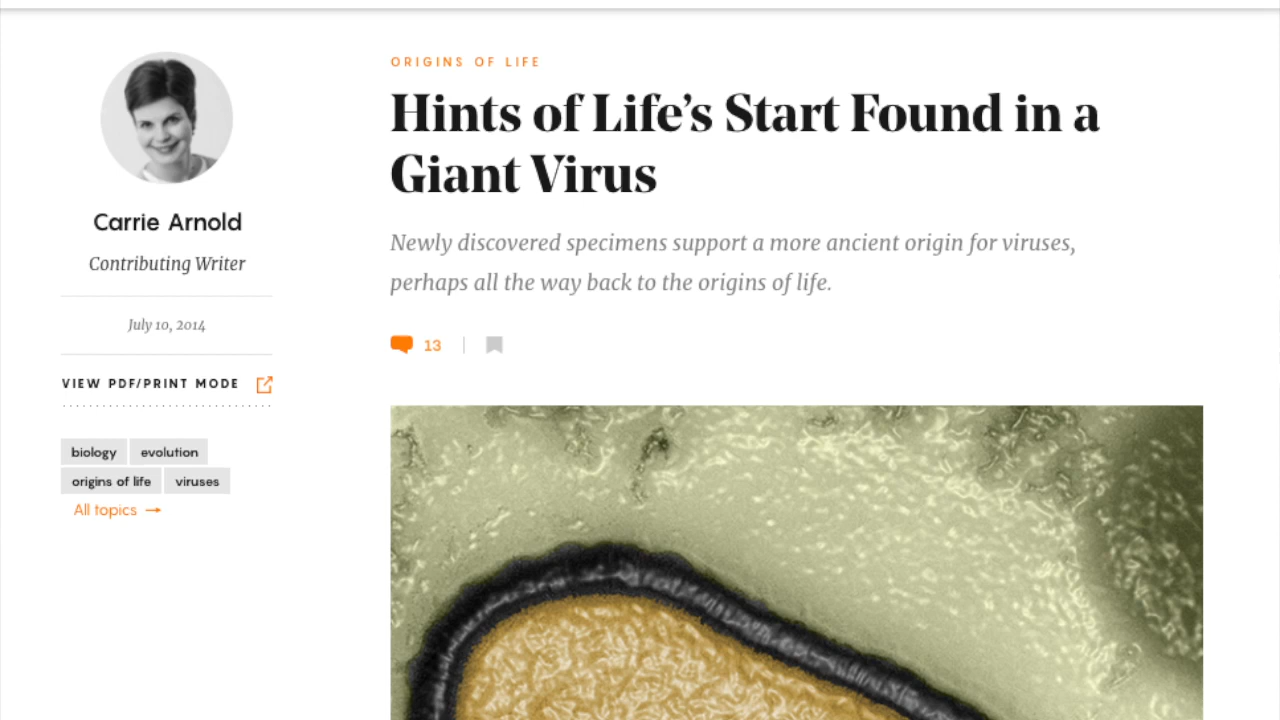 Carrie Arnold
Contributing Writer
July 10, 2014
VIEW PDF/PRINT MODE
biology
evolution
origins of life
viruses
All topics →
ORIGINS OF LIFE
Hints of Life’s Start Found in a
Giant Virus
Newly discovered specimens support a more ancient origin for viruses,
perhaps all the way back to the origins of life.
13